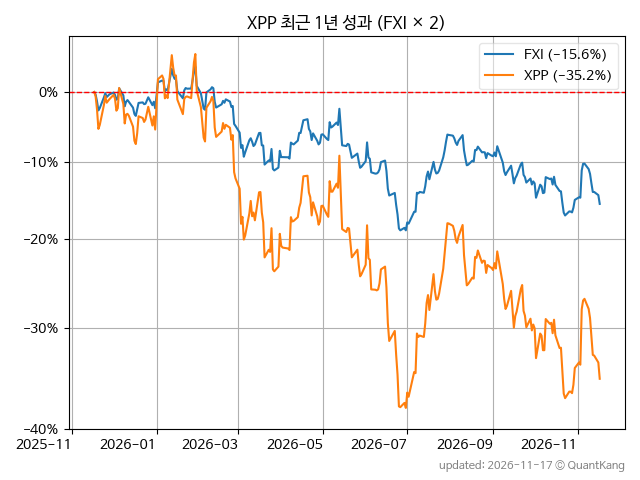 XPP 최근 1년 성과 (FXI × 2)
FXI (−15.6%)
XPP (−35.2%)
0%
−10%
−20%
−30%
−40%
2025-11 2026-01 2026-03 2026-05 2026-07 2026-09 2026-11
updated: 2026-11-17 © QuantKang